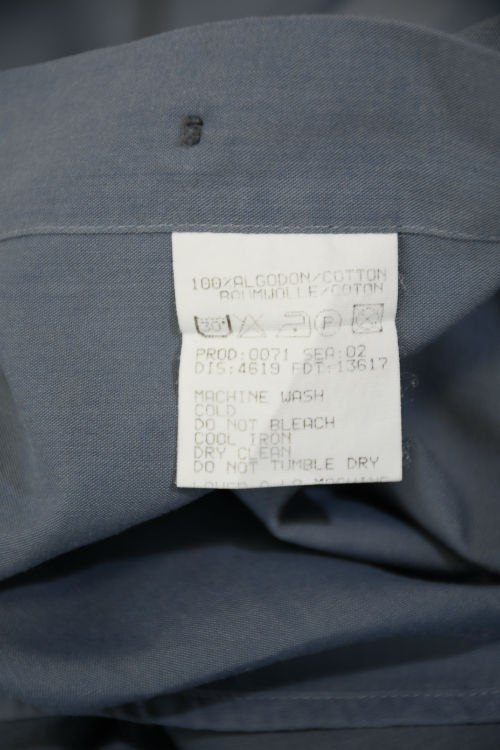 100%ALGODON/COTTON
BAUMWOLLE/COTON
30° P
PROD:0071 SEA:02
DIS:4619 FDT:13617
MACHINE WASH
COLD
DO NOT BLEACH
COOL IRON
DRY CLEAN
DO NOT TUMBLE DRY